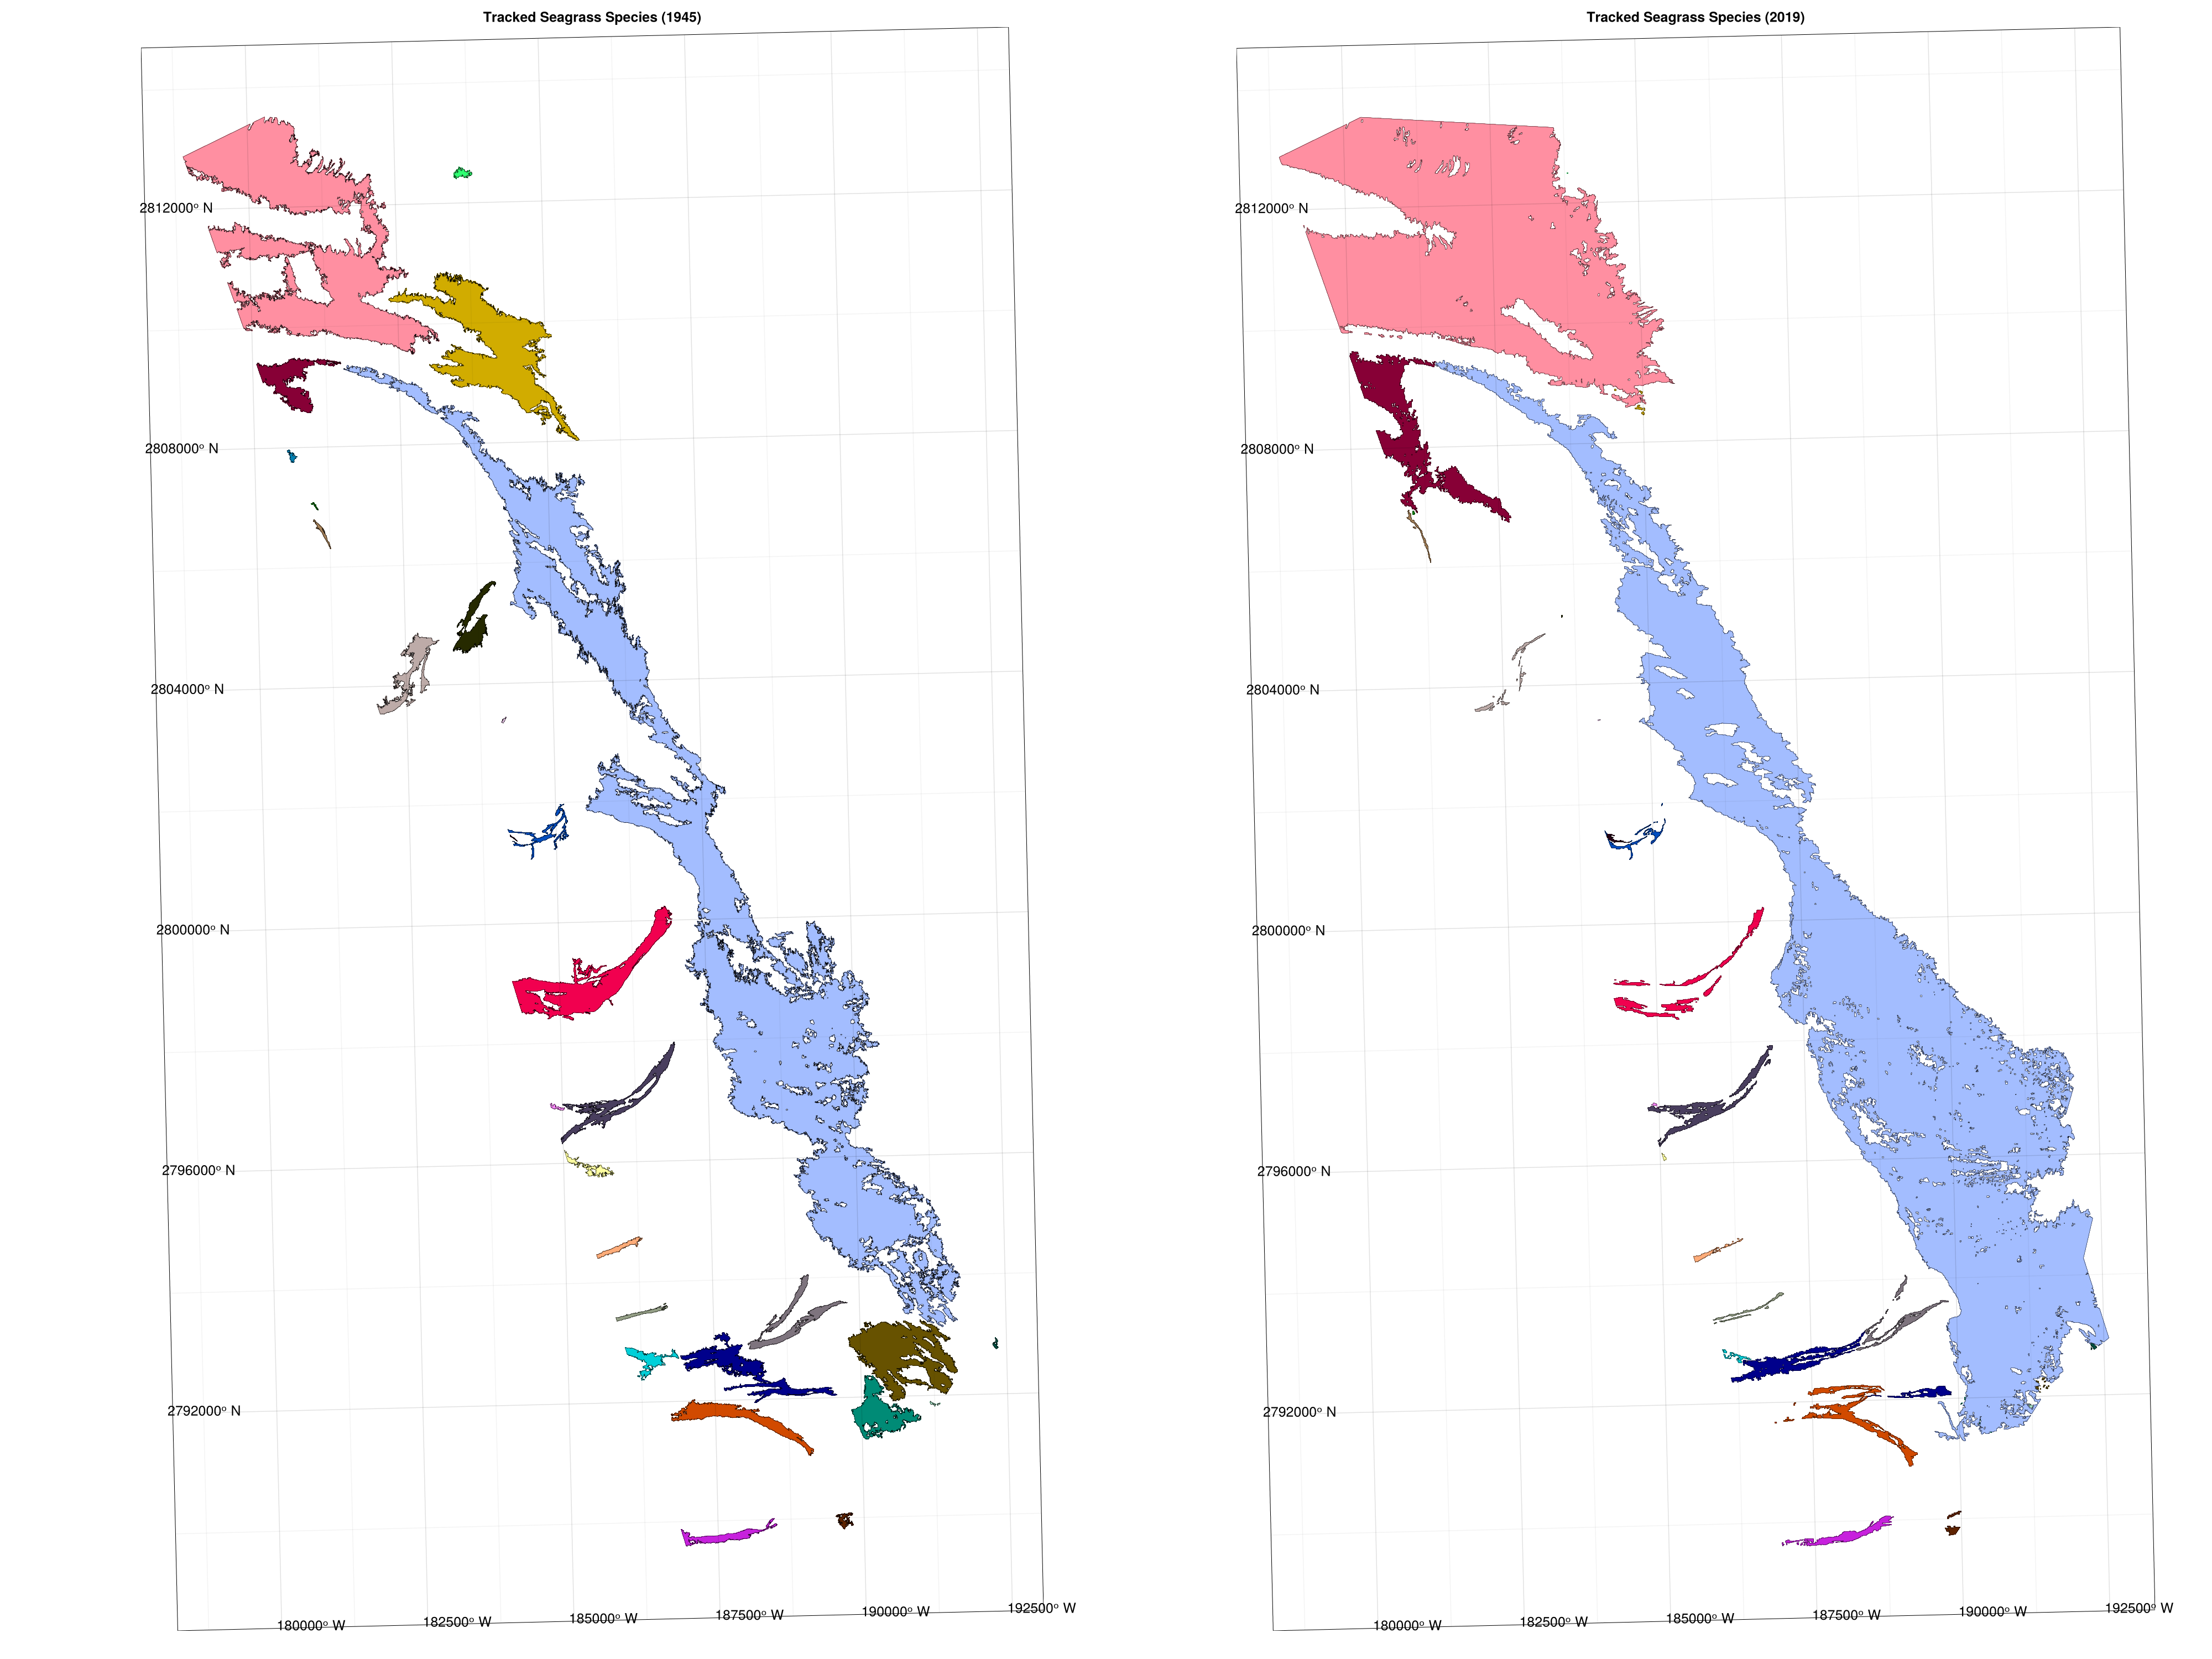 Tracked Seagrass Species (1945)
2812000° N
2808000° N
2804000° N
2800000° N
2796000° N
2792000° N
180000° W
182500° W
185000° W
187500° W
190000° W
192500° W
Tracked Seagrass Species (2019)
2812000° N
2808000° N
2804000° N
2800000° N
2796000° N
2792000° N
180000° W
182500° W
185000° W
187500° W
190000° W
192500° W